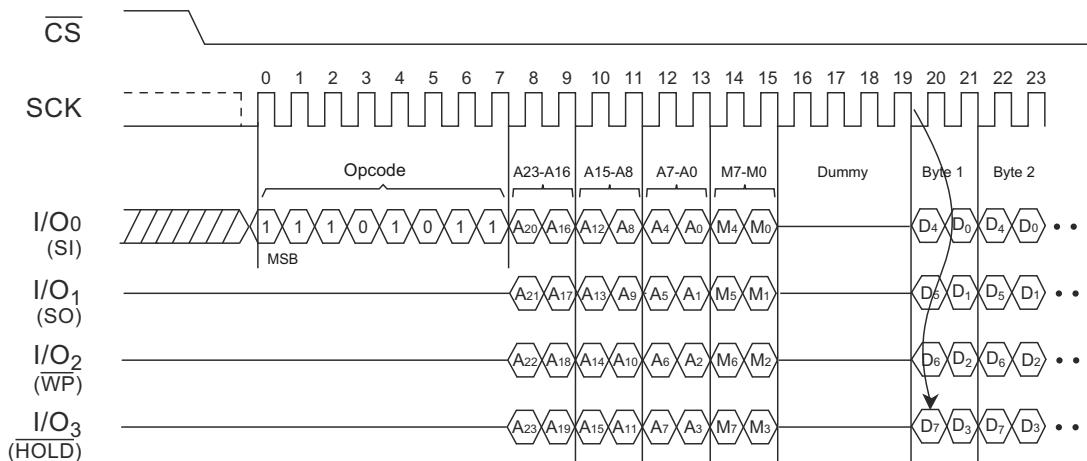 CS
0 1 2 3 4 5 6 7 8 9 10 11 12 13 14 15 16 17 18 19 20 21 22 23
SCK
Opcode A23-A16 A15-A8 A7-A0 M7-M0 Dummy Byte 1 Byte 2
I/O0 1 1 1 0 1 0 1 1 A20 A16 A12 A8 A4 A0 M4 M0 D4 D0 D4 D0
(SI) MSB
I/O1 A21 A17 A13 A9 A5 A1 M5 M1 D5 D1 D5 D1
(SO)
I/O2 A22 A18 A14 A10 A6 A2 M6 M2 D6 D2 D6 D2
(WP)
I/O3 A23 A19 A15 A11 A7 A3 M7 M3 D7 D3 D7 D3
(HOLD)